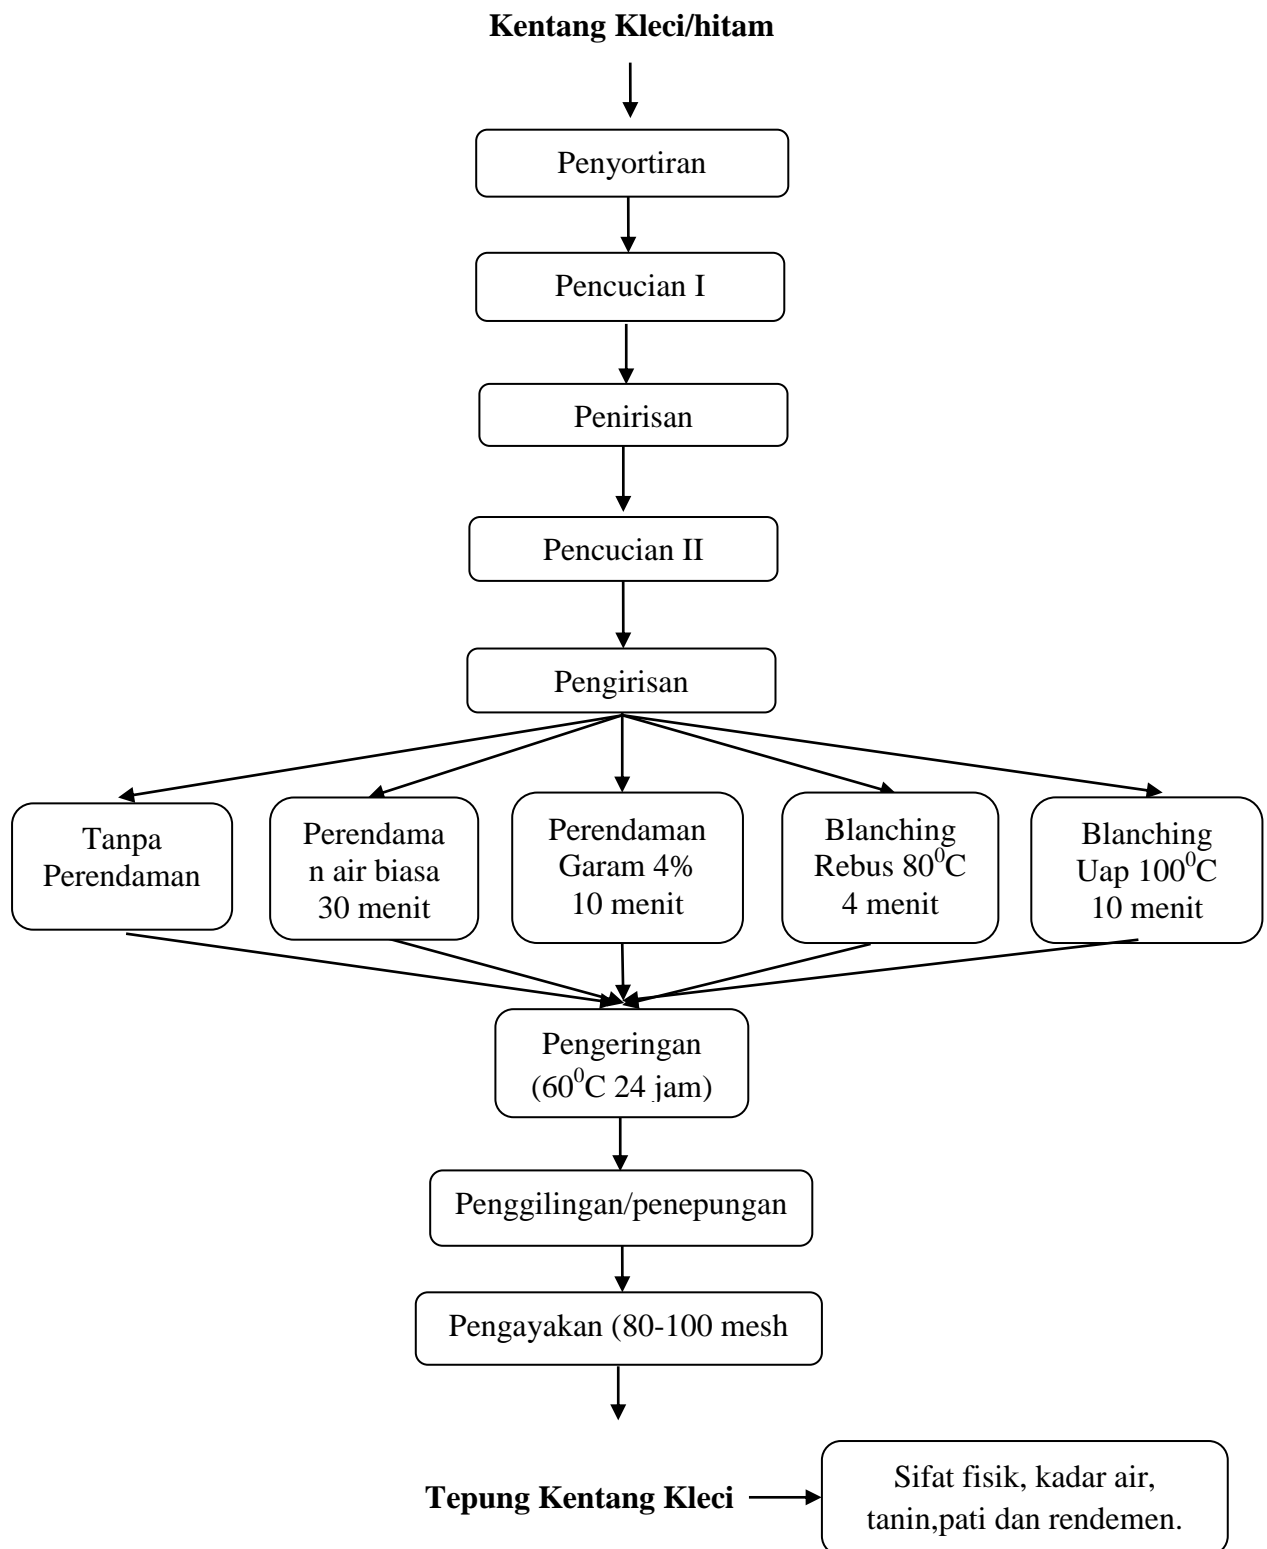 Kentang Kleci/hitam
Penyortiran
Pencucian I
Penirisan
Pencucian II
Pengirisan
Tanpa
Perendaman
Perendama
n air biasa
30 menit
Perendaman
Garam 4%
10 menit
Blanching
Rebus 80⁰C
4 menit
Blanching
Uap 100⁰C
10 menit
Pengeringan
(60⁰C 24 jam)
Penggilingan/penepungan
Pengayakan (80-100 mesh
Tepung Kentang Kleci
Sifat fisik, kadar air,
tanin,pati dan rendemen.